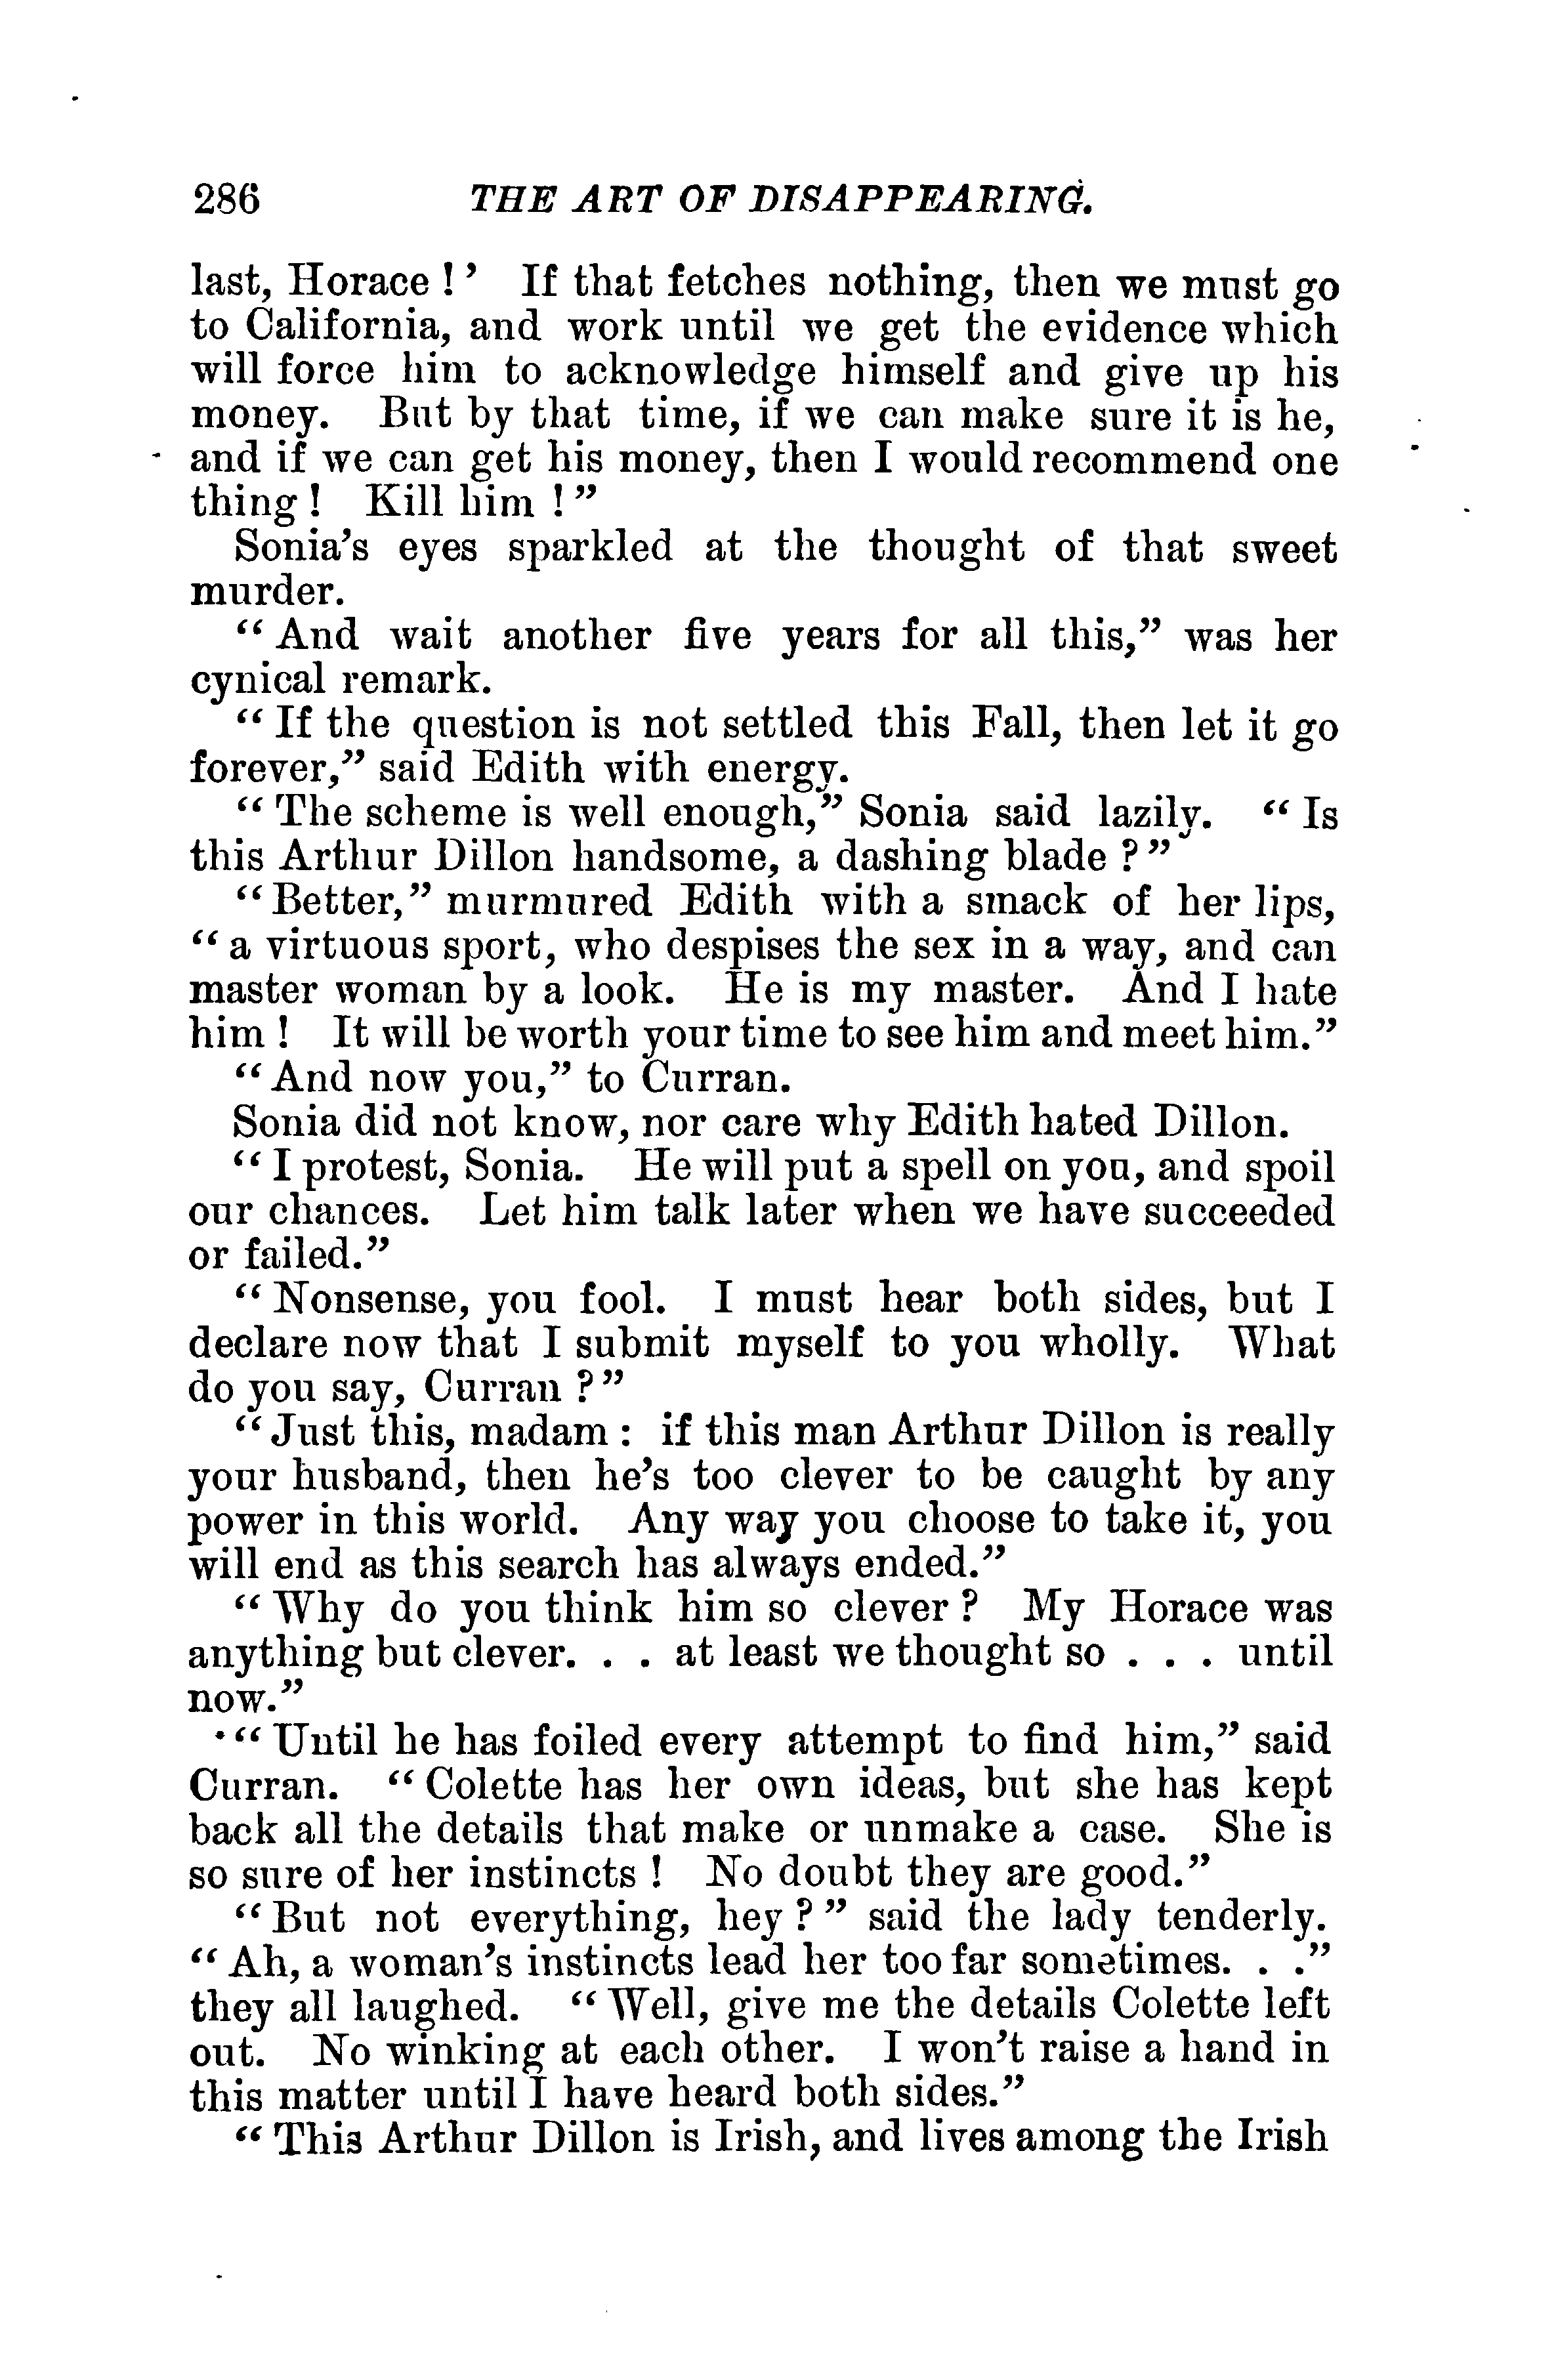 286 THE ART OF DISAPPEARING.
last, Horace!' If that fetches nothing, then we must go
to California, and work until we get the evidence which
will force him to acknowledge himself and give up his
money. But by that time, if we can make sure it is he,
and if we can get his money, then I would recommend one
thing! Kill him!"
Sonia's eyes sparkled at the thought of that sweet
murder.
"And wait another five years for all this," was her
cynical remark.
"If the question is not settled this Fall, then let it go
forever," said Edith with energy.
"The scheme is well enough," Sonia said lazily. "Is
this Arthur Dillon handsome, a dashing blade?"
"Better," murmured Edith with a smack of her lips,
"a virtuous sport, who despises the sex in a way, and can
master woman by a look. He is my master. And I hate
him! It will be worth your time to see him and meet him."
"And now you," to Curran.
Sonia did not know, nor care why Edith hated Dillon.
"I protest, Sonia. He will put a spell on you, and spoil
our chances. Let him talk later when we have succeeded
or failed."
"Nonsense, you fool. I must hear both sides, but I
declare now that I submit myself to you wholly. What
do you say, Curran?"
"Just this, madam: if this man Arthur Dillon is really
your husband, then he's too clever to be caught by any
power in this world. Any way you choose to take it, you
will end as this search has always ended."
"Why do you think him so clever? My Horace was
anything but clever. . . at least we thought so . . . until
now."
"Until he has foiled every attempt to find him," said
Curran. "Colette has her own ideas, but she has kept
back all the details that make or unmake a case. She is
so sure of her instincts! No doubt they are good."
"But not everything, hey?" said the lady tenderly.
"Ah, a woman's instincts lead her too far sometimes. . ."
they all laughed. "Well, give me the details Colette left
out. No winking at each other. I won't raise a hand in
this matter until I have heard both sides."
"This Arthur Dillon is Irish, and lives among the Irish